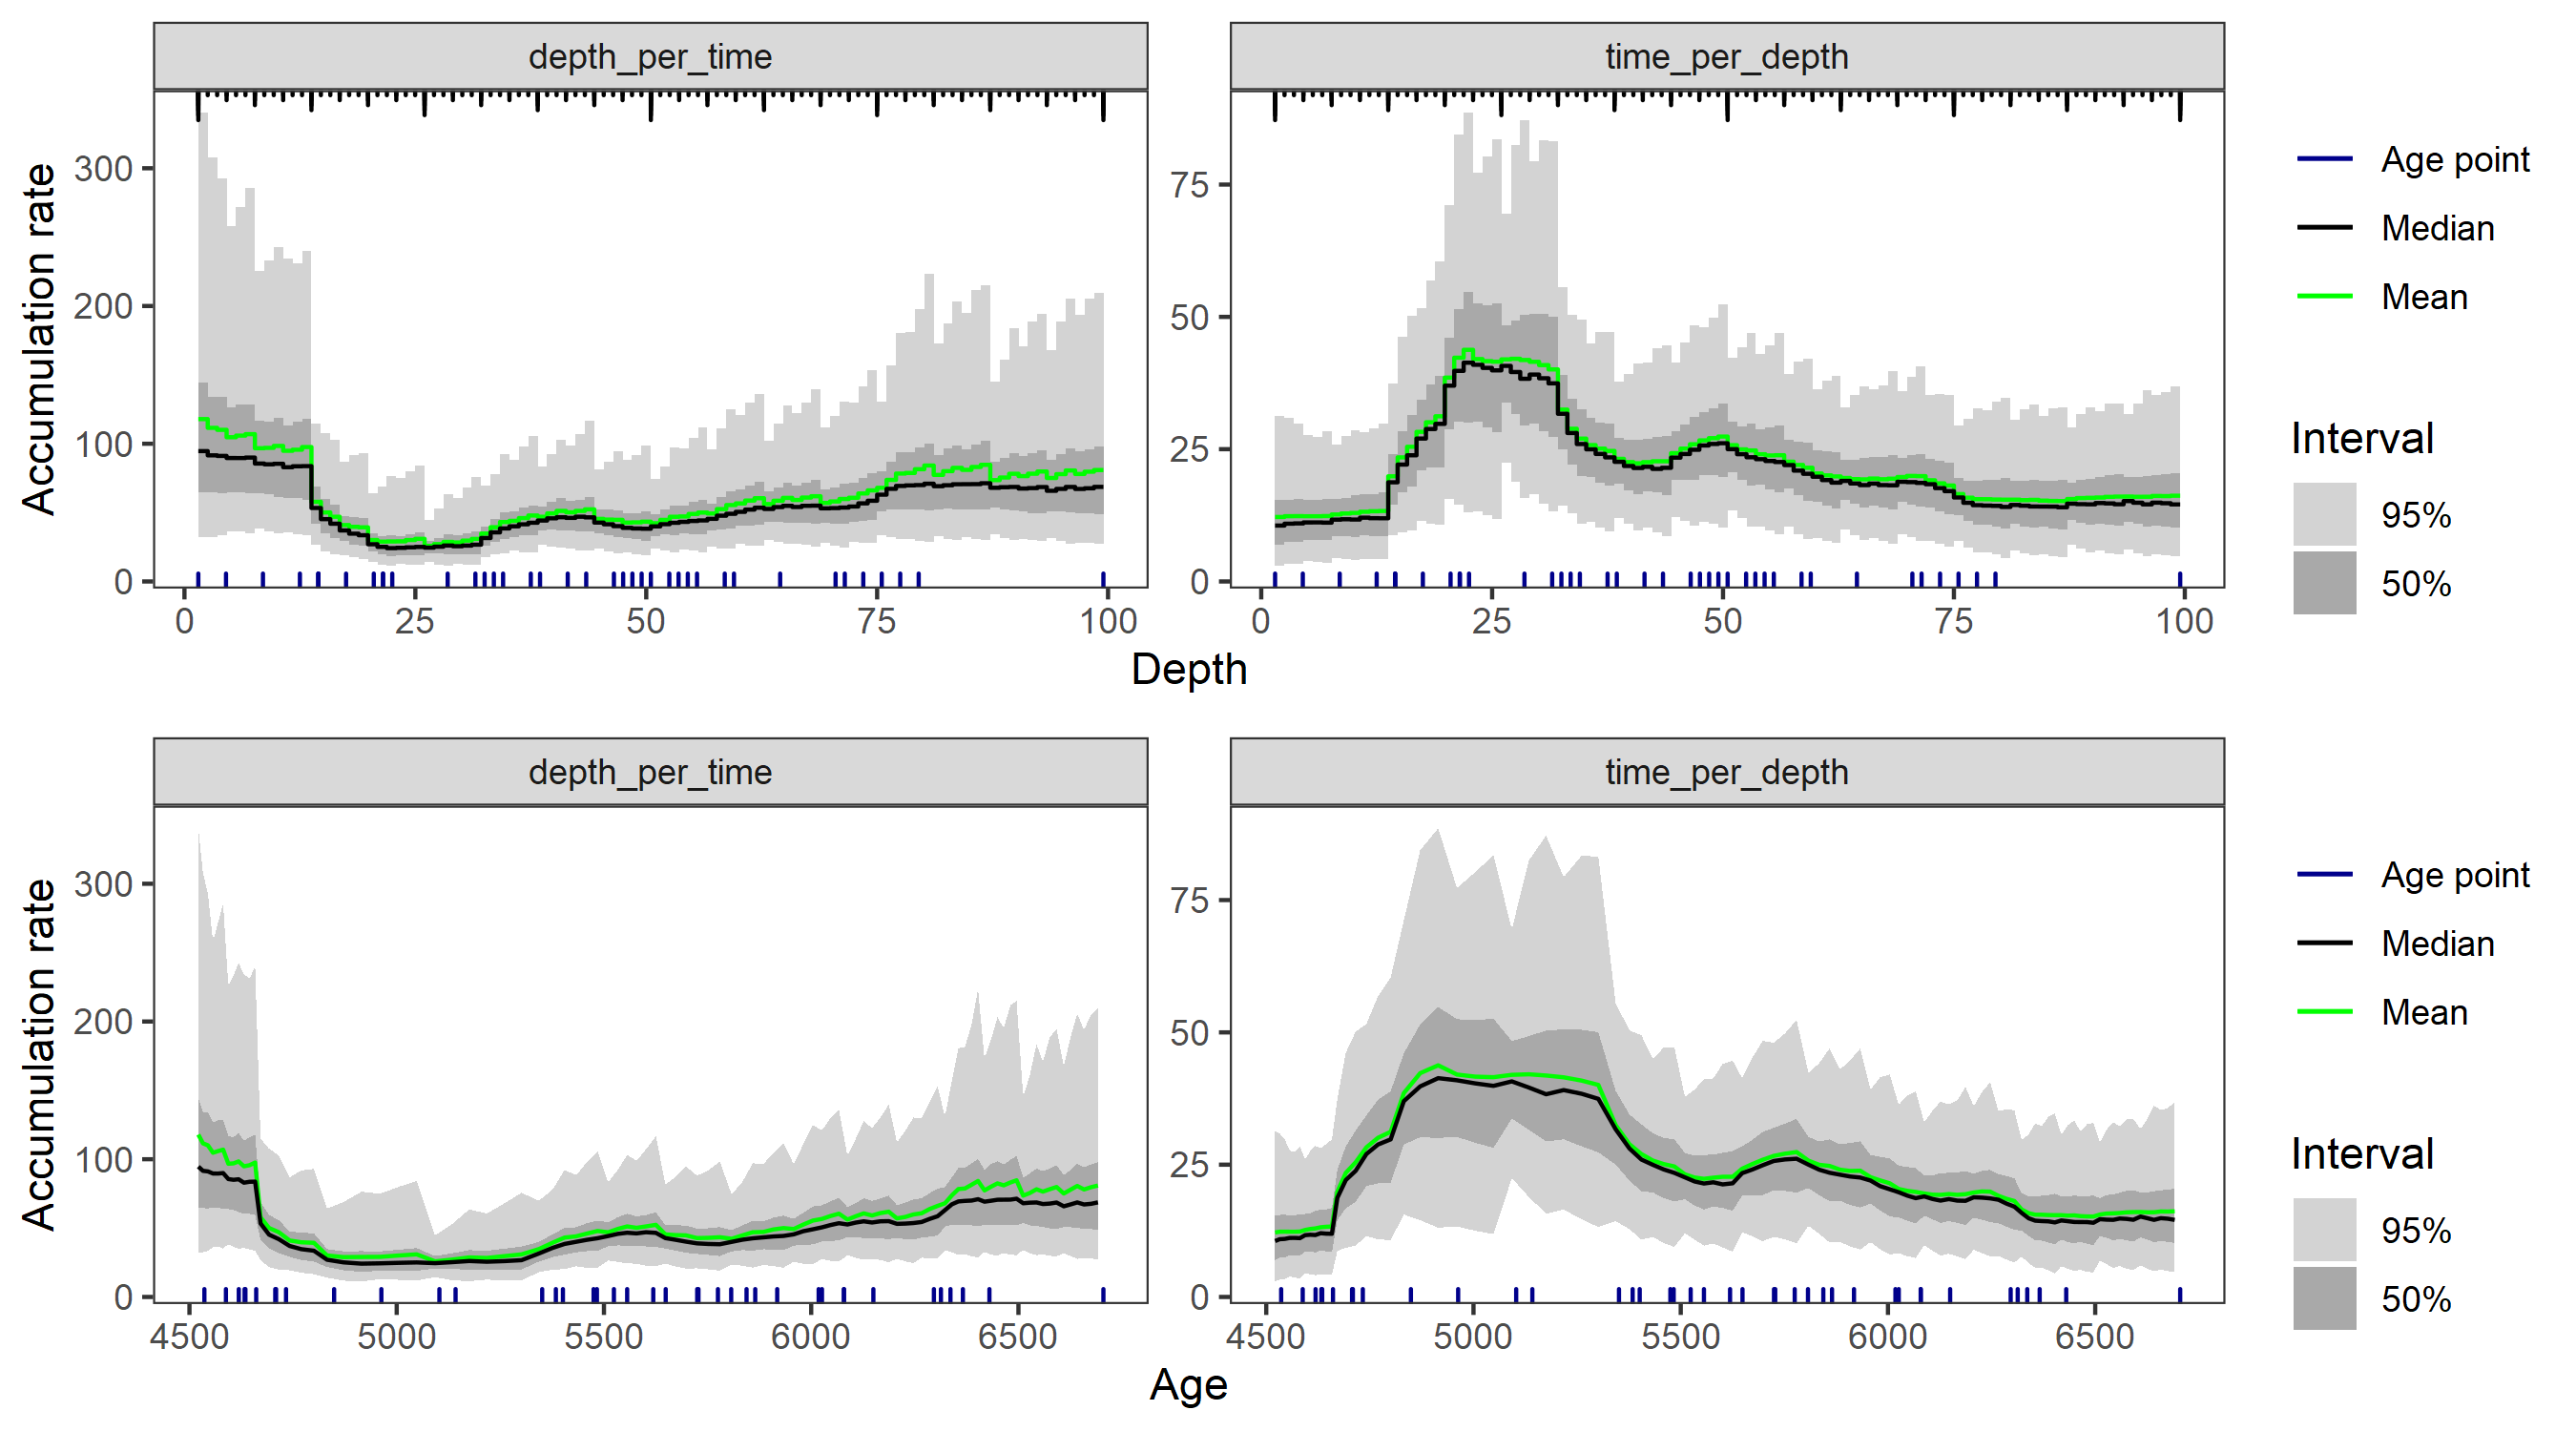 depth_per_time time_per_depth
Accumulation rate
0 100 200 300
0 25 50 75
0 25 50 75 100
0 25 50 75 100
Depth
Age point
Median
Mean
Interval
95%
50%
depth_per_time time_per_depth
Accumulation rate
0 100 200 300
0 25 50 75
4500 5000 5500 6000 6500
4500 5000 5500 6000 6500
Age
Age point
Median
Mean
Interval
95%
50%